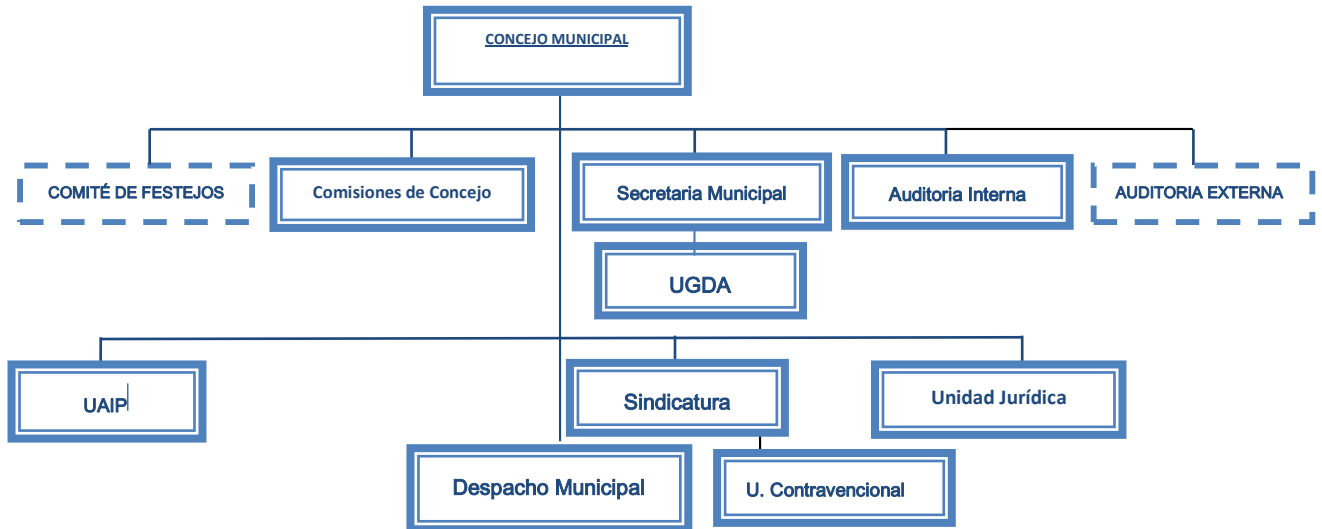 CONCEJO MUNICIPAL
COMITÉ DE FESTEJOS
Comisiones de Concejo
Secretaria Municipal
Auditoria Interna
AUDITORIA EXTERNA
UGDA
UAIP
Sindicatura
Unidad Jurídica
Despacho Municipal
U. Contravencional